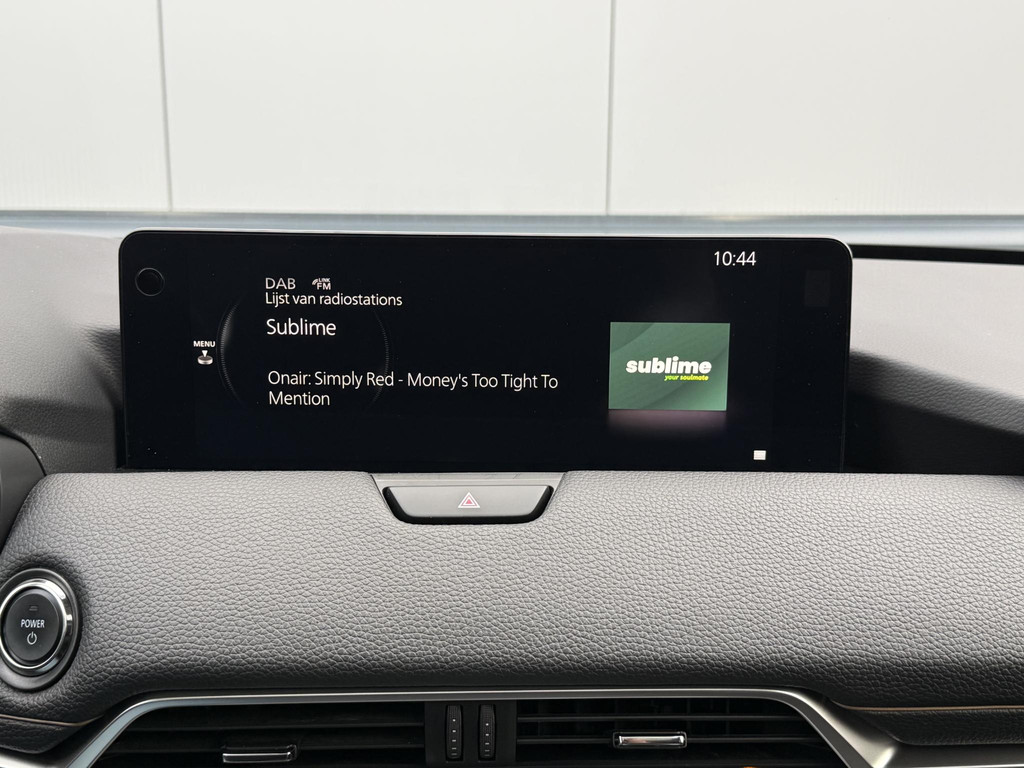 10:44
DAB LINK FM
Lijst van radiostations
Sublime
MENU
Onair: Simply Red - Money's Too Tight To
Mention
sublime
your soulmate
POWER